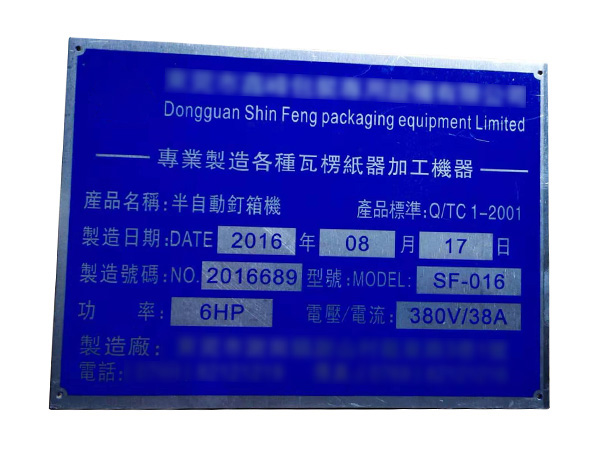 Dongguan Shin Feng packaging equipment Limited
專業製造各種瓦楞紙器加工機器
産品名稱:半自動釘箱機 產品標準:Q/TC 1-2001
製造日期:DATE 2016 年 08 月 17 日
製造號碼:NO. 2016689 型號:MODEL: SF-016
功 率: 6HP 電壓/電流: 380V/38A
製造廠:
電話: